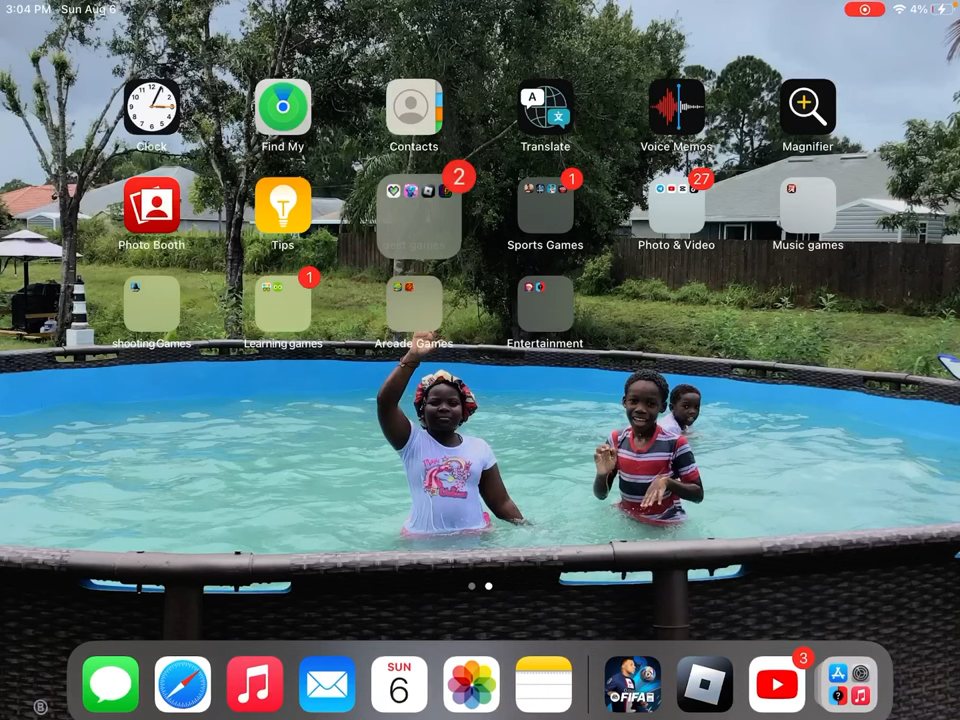 3:04 PM Sun Aug 6
4%
Clock
Find My
Contacts
Translate
Voice Memos
Magnifier
2
1
27
Photo Booth
Tips
Sports Games
Photo & Video
Music games
1
shooting Games
Learning games
Arcade Games
Entertainment
SUN
6
FIFA
3